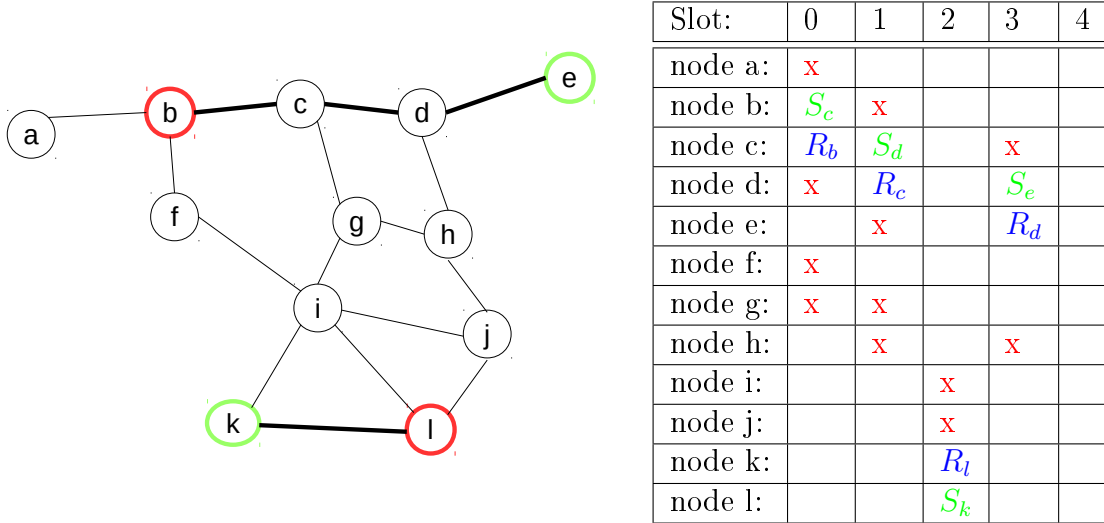 a
b
c
d
e
f
g
h
i
j
k
l
Slot: 0 1 2 3 4
node a: x
node b: S_c x
node c: R_b S_d x
node d: x R_c S_e
node e: x R_d
node f: x
node g: x x
node h: x x
node i: x
node j: x
node k: R_l
node l: S_k